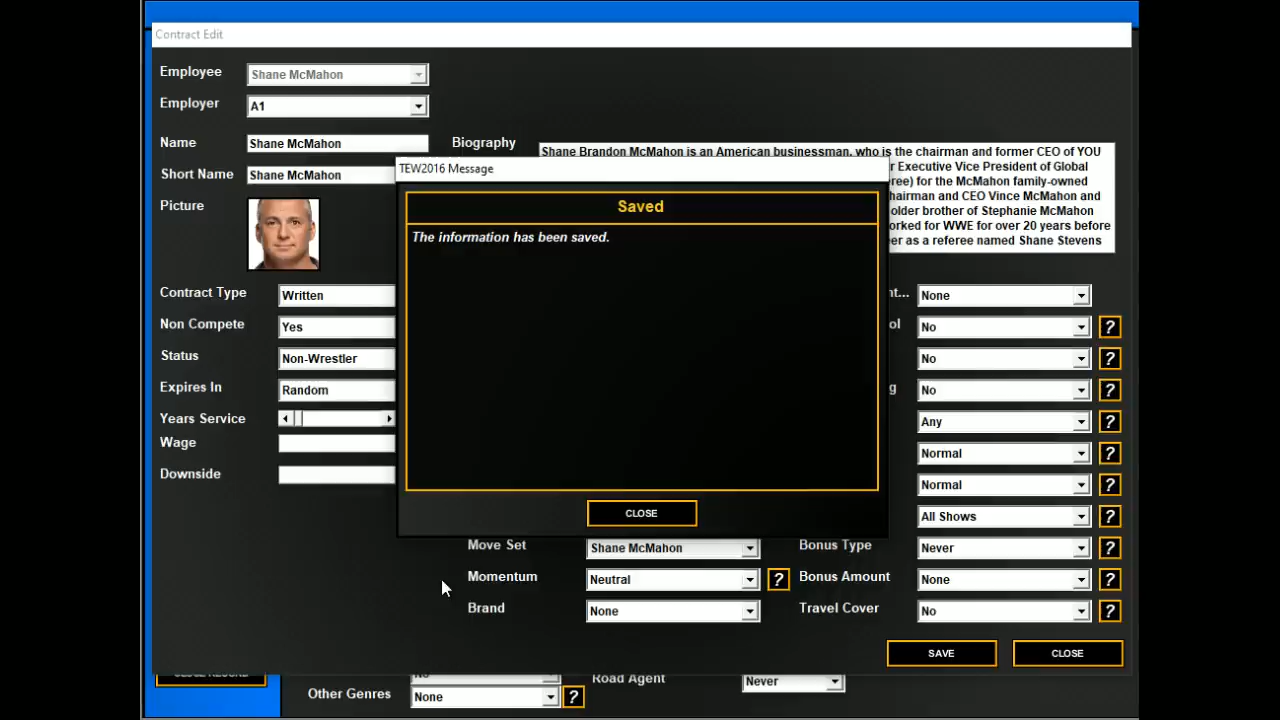 Contract Edit
Employee
Shane McMahon
Employer
A1
Name
Shane McMahon
Biography
Short Name
Shane McMahon
Picture
Shane Brandon McMahon is an American businessman, who is the chairman and former CEO of YOU
r Executive Vice President of Global
ree) for the McMahon family-owned
hairman and CEO Vince McMahon and
older brother of Stephanie McMahon
orked for WWE for over 20 years before
er as a referee named Shane Stevens
TEW2016 Message
Saved
The information has been saved.
CLOSE
Contract Type
Written
nt...
None
Non Compete
Yes
ol
No
?
Status
Non-Wrestler
No
?
Expires In
Random
g
No
?
Years Service
Any
?
Wage
Normal
?
Downside
Normal
?
All Shows
?
Move Set
Shane McMahon
Bonus Type
Never
?
Momentum
Neutral
?
Bonus Amount
None
?
Brand
None
Travel Cover
No
?
SAVE
CLOSE
Road Agent
Never
Other Genres
None
?